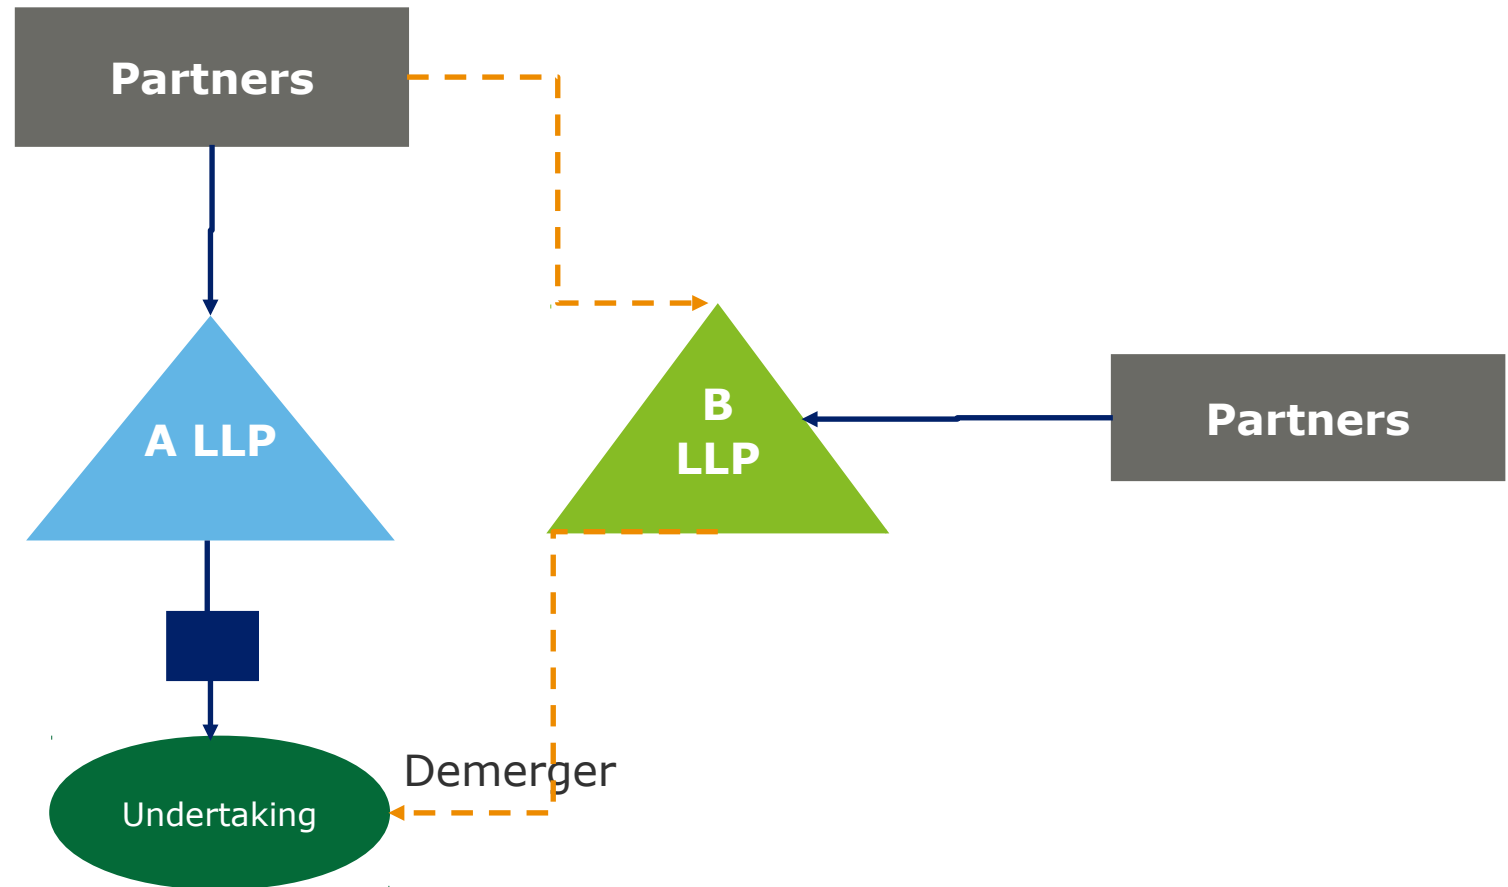 Partners
A LLP
B
LLP
Partners
Demerger
Undertaking